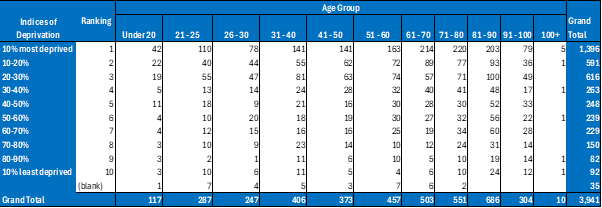 Indices of Deprivation Ranking Age Group Grand Total
Under 20 21 - 25 26 - 30 31 - 40 41 - 50 51 - 60 61 - 70 71 - 80 81 - 90 91 - 100 100+
10% most deprived 1 42 110 78 141 141 163 214 220 203 79 5 1,396
10-20% 2 22 40 44 55 62 72 89 77 93 36 1 591
20-30% 3 19 55 47 81 63 74 57 71 100 49 616
30-40% 4 5 13 14 24 28 32 40 41 48 17 1 263
40-50% 5 11 18 9 21 16 30 28 30 52 33 248
50-60% 6 4 10 20 18 19 30 27 32 56 22 1 239
60-70% 7 4 12 15 16 16 25 19 34 60 28 229
70-80% 8 3 10 9 23 14 10 12 24 31 14 150
80-90% 9 3 2 1 11 6 10 5 10 19 14 1 82
10% least deprived 10 3 10 6 11 5 4 6 10 24 12 1 92
(blank) 1 7 4 5 3 7 6 2 35
Grand Total 117 287 247 406 373 457 503 551 686 304 10 3,941